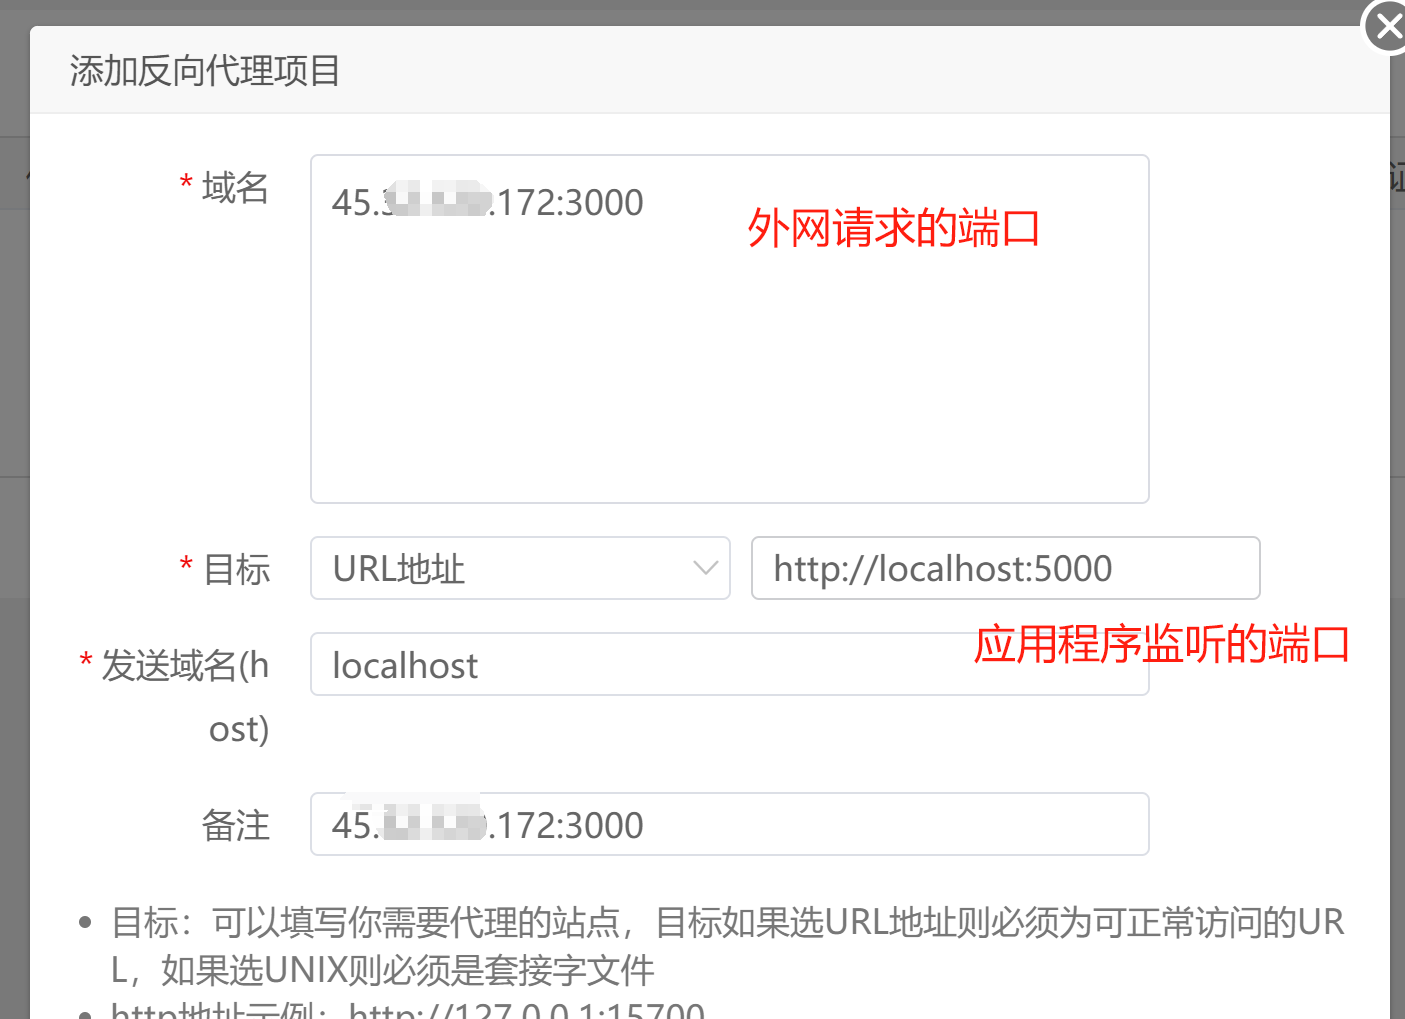 添加反向代理项目
* 域名
45. .172:3000
外网请求的端口
* 目标
URL地址
http://localhost:5000
* 发送域名(h
ost)
localhost
应用程序监听的端口
备注
45. .172:3000
• 目标：可以填写你需要代理的站点，目标如果选URL地址则必须为可正常访问的UR
L，如果选UNIX则必须是套接字文件
• http地址示例：http://127.0.0.1:15700